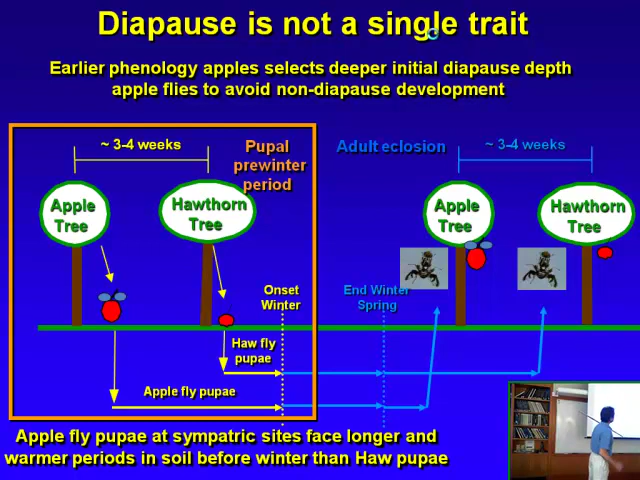 Diapause is not a single trait
Earlier phenology apples selects deeper initial diapause depth
apple flies to avoid non-diapause development
~ 3-4 weeks
Pupal
prewinter
period
Adult eclosion
~ 3-4 weeks
Apple
Tree
Hawthorn
Tree
Apple
Tree
Hawthorn
Tree
Onset
Winter
End Winter
Spring
Haw fly
pupae
Apple fly pupae
Apple fly pupae at sympatric sites face longer and
warmer periods in soil before winter than Haw pupae